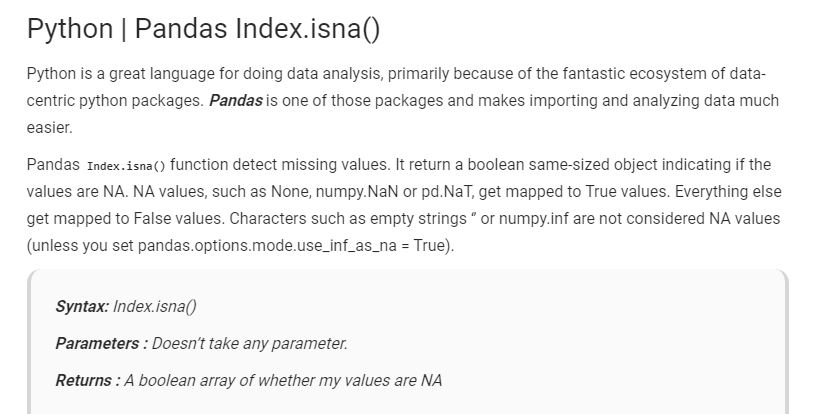 Python | Pandas Index.isna()
Python is a great language for doing data analysis, primarily because of the fantastic ecosystem of data-
centric python packages. Pandas is one of those packages and makes importing and analyzing data much
easier.
Pandas Index.isna() function detect missing values. It return a boolean same-sized object indicating if the
values are NA. NA values, such as None, numpy.NaN or pd.NaT, get mapped to True values. Everything else
get mapped to False values. Characters such as empty strings ” or numpy.inf are not considered NA values
(unless you set pandas.options.mode.use_inf_as_na = True).
Syntax: Index.isna()
Parameters : Doesn’t take any parameter.
Returns : A boolean array of whether my values are NA